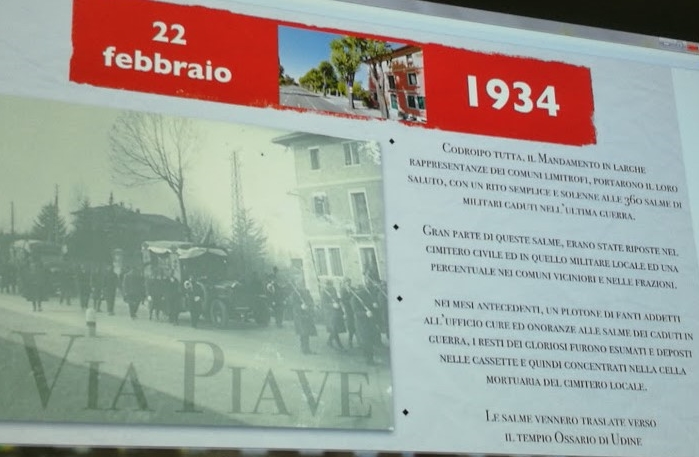 22
febbraio
1934
Codroipo tutta, il Mandamento in larghe
rappresentanze dei comuni limitrofi, portarono il loro
saluto, con un rito semplice e solenne alle 360 salme di
militari caduti nell'ultima guerra.
Gran parte di queste salme, erano state riposte nel
cimitero civile ed in quello militare locale ed una
percentuale nei comuni viciniori e nelle frazioni.
nei mesi antecedenti, un plotone di fanti addetti
all'ufficio cure ed onoranze alle salme dei caduti in
guerra, i resti dei gloriosi furono esumati e deposti
nelle cassette e quindi concentrati nella cella
mortuaria del cimitero locale.
Le salme vennero traslate verso
il tempio Ossario di Udine
Via Piave